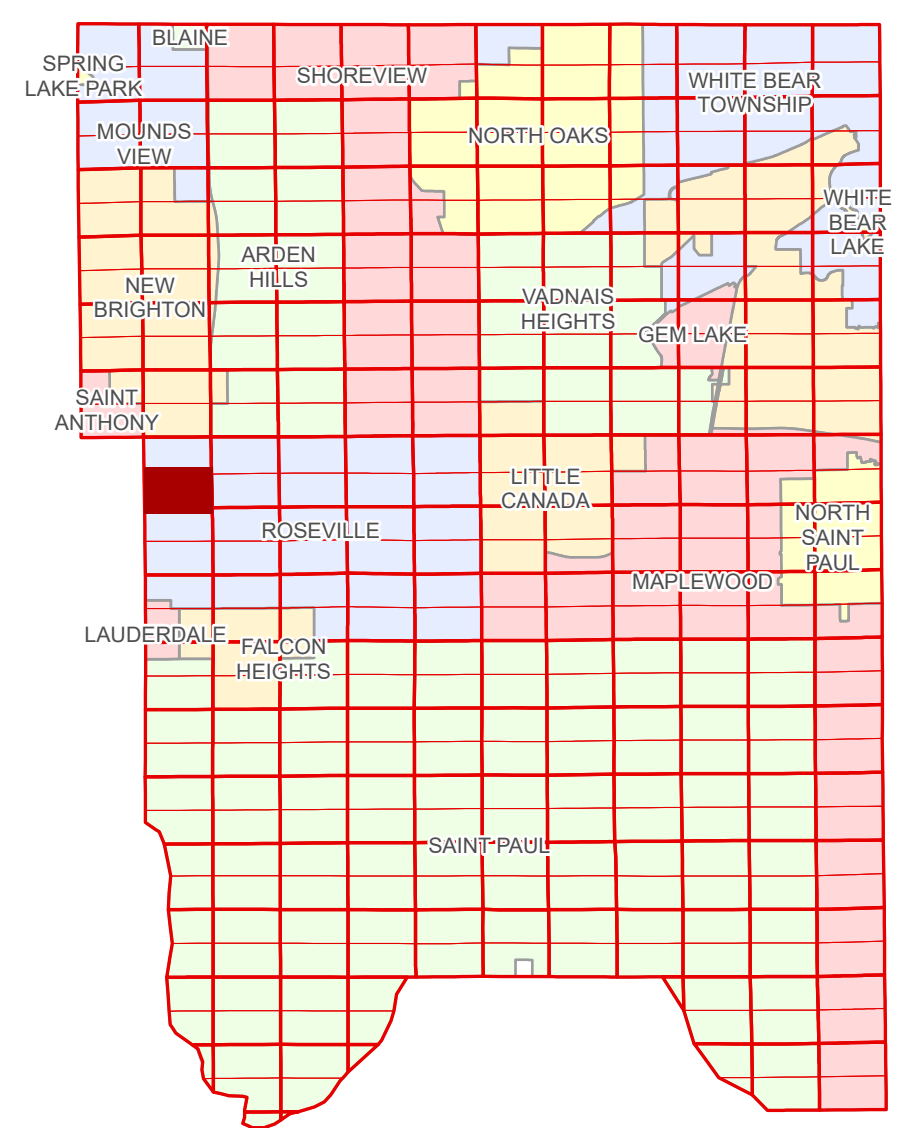 BLAINE
SPRING
LAKE PARK
SHOREVIEW
WHITE BEAR
TOWNSHIP
MOUNDS
VIEW
NORTH OAKS
WHITE
BEAR
LAKE
ARDEN
HILLS
NEW
BRIGHTON
VADNAIS
HEIGHTS
GEM LAKE
SAINT
ANTHONY
LITTLE
CANADA
NORTH
SAINT
PAUL
ROSEVILLE
MAPLEWOOD
LAUDERDALE
FALCON
HEIGHTS
SAINT PAUL